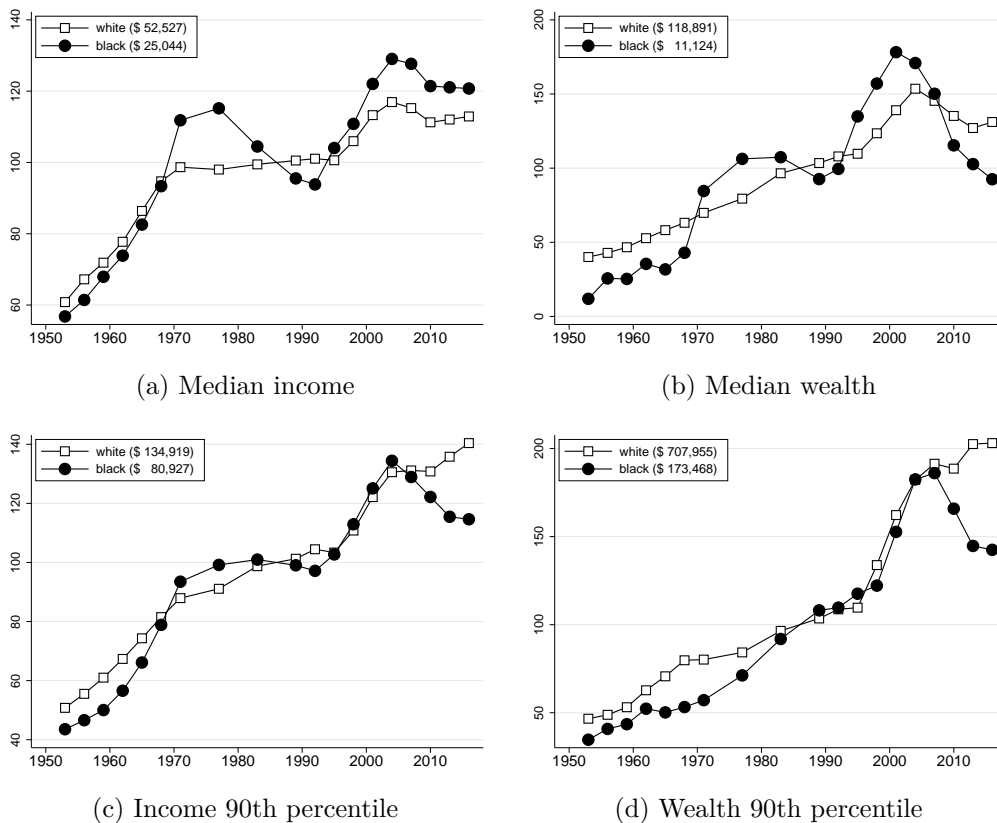 140
120
100
80
60
white ($ 52,527)
black ($ 25,044)
1950 1960 1970 1980 1990 2000 2010
(a) Median income
200
150
100
50
0
white ($ 118,891)
black ($ 11,124)
1950 1960 1970 1980 1990 2000 2010
(b) Median wealth
140
120
100
80
60
40
white ($ 134,919)
black ($ 80,927)
1950 1960 1970 1980 1990 2000 2010
(c) Income 90th percentile
200
150
100
50
white ($ 707,955)
black ($ 173,468)
1950 1960 1970 1980 1990 2000 2010
(d) Wealth 90th percentile